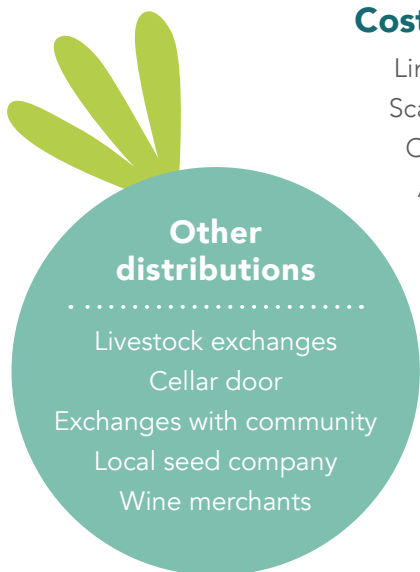 Cost
Other
distributions
Livestock exchanges
Cellar door
Exchanges with community
Local seed company
Wine merchants